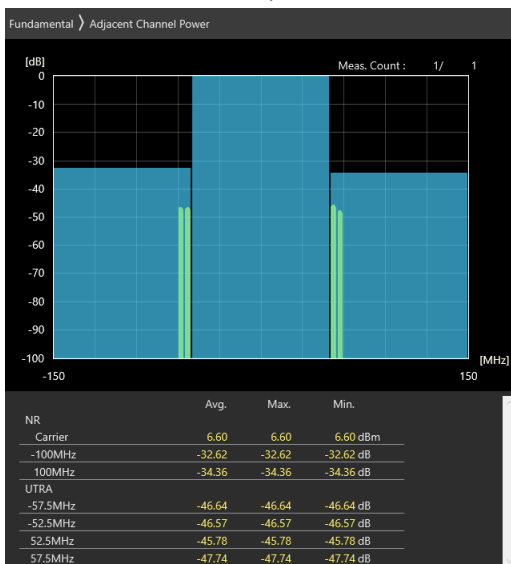 Fundamental 〉 Adjacent Channel Power
[dB] Meas. Count : 1/ 1
0
-10
-20
-30
-40
-50
-60
-70
-80
-90
-100
[MHz]
-150 150
Avg. Max. Min.
NR
Carrier 6.60 6.60 6.60 dBm
-100MHz -32.62 -32.62 -32.62 dB
100MHz -34.36 -34.36 -34.36 dB
UTRA
-57.5MHz -46.64 -46.64 -46.64 dB
-52.5MHz -46.57 -46.57 -46.57 dB
52.5MHz -45.78 -45.78 -45.78 dB
57.5MHz -47.74 -47.74 -47.74 dB